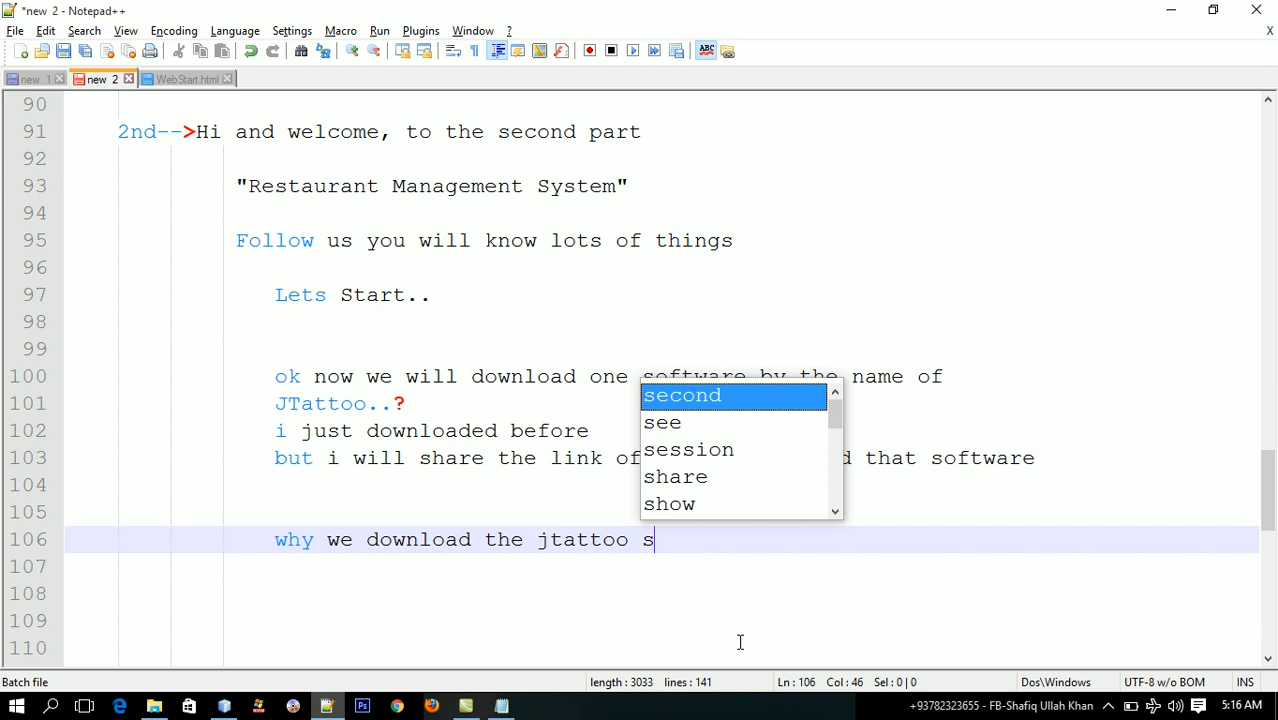 *new 2 - Notepad++
File Edit Search View Encoding Language Settings Macro Run Plugins Window ? X
ABC
new 1 new 2 WebStart.html
90
91 2nd-->Hi and welcome, to the second part
92
93 "Restaurant Management System"
94
95 Follow us you will know lots of things
96
97 Lets Start..
98
99
100 ok now we will download one software by the name of
101 JTattoo..?
102 i just downloaded before
103 but i will share the link of d that software
104
105
106 why we download the jtattoo s
107
108
109
110
second
see
session
share
show
Batch file length : 3033 lines : 141 Ln : 106 Col : 46 Sel : 0 | 0 Dos\Windows UTF-8 w/o BOM INS
+93782323655 - FB-Shafiq Ullah Khan 5:16 AM